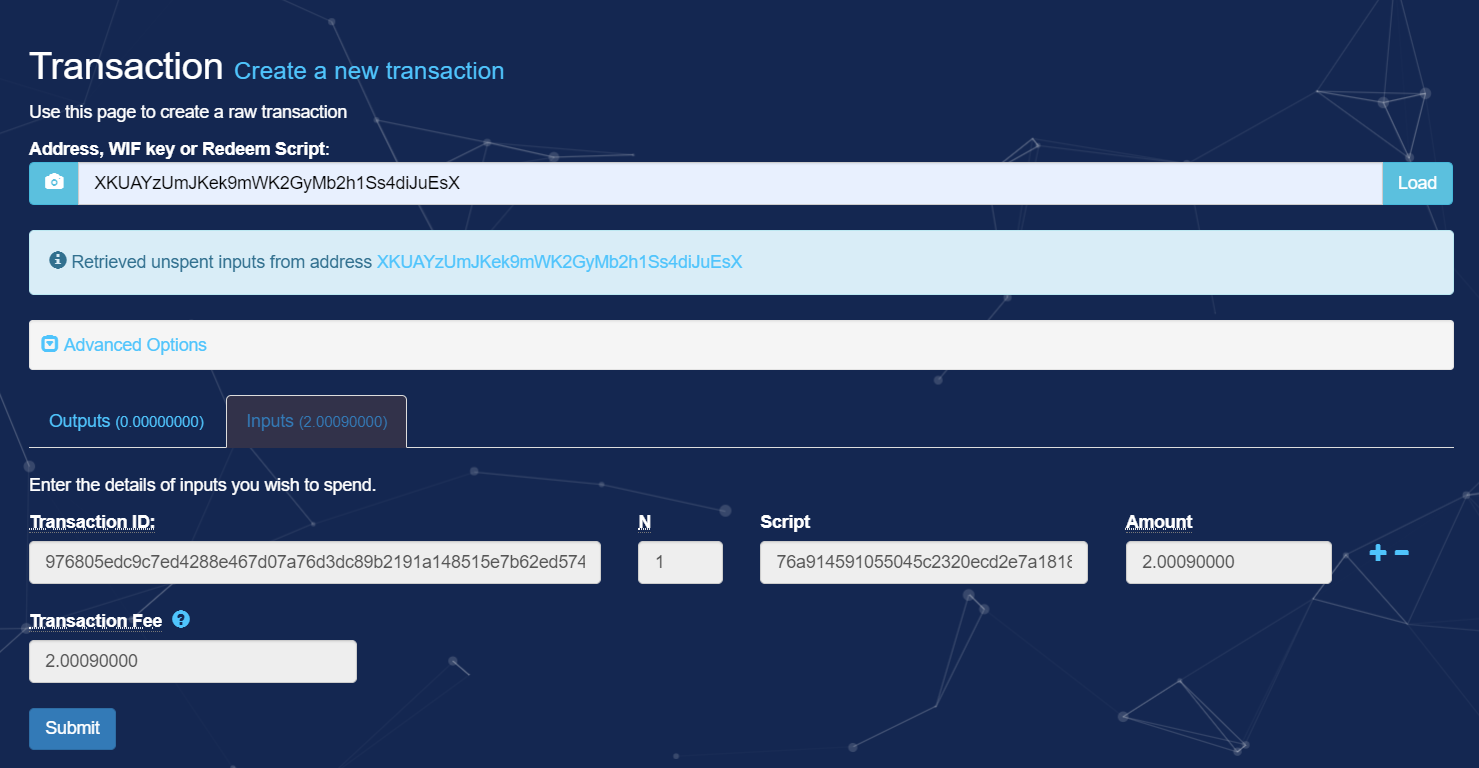 Transaction Create a new transaction
Use this page to create a raw transaction
Address, WIF key or Redeem Script:
XKUAYzUmJKek9mWK2GyMb2h1Ss4diJuEsX Load
Retrieved unspent inputs from address XKUAYzUmJKek9mWK2GyMb2h1Ss4diJuEsX
Advanced Options
Outputs (0.00000000) Inputs (2.00090000)
Enter the details of inputs you wish to spend.
Transaction ID: N Script Amount
976805edc9c7ed4288e467d07a76d3dc89b2191a148515e7b62ed574 1 76a914591055045c2320ecd2e7a1818 2.00090000
Transaction Fee
2.00090000
Submit